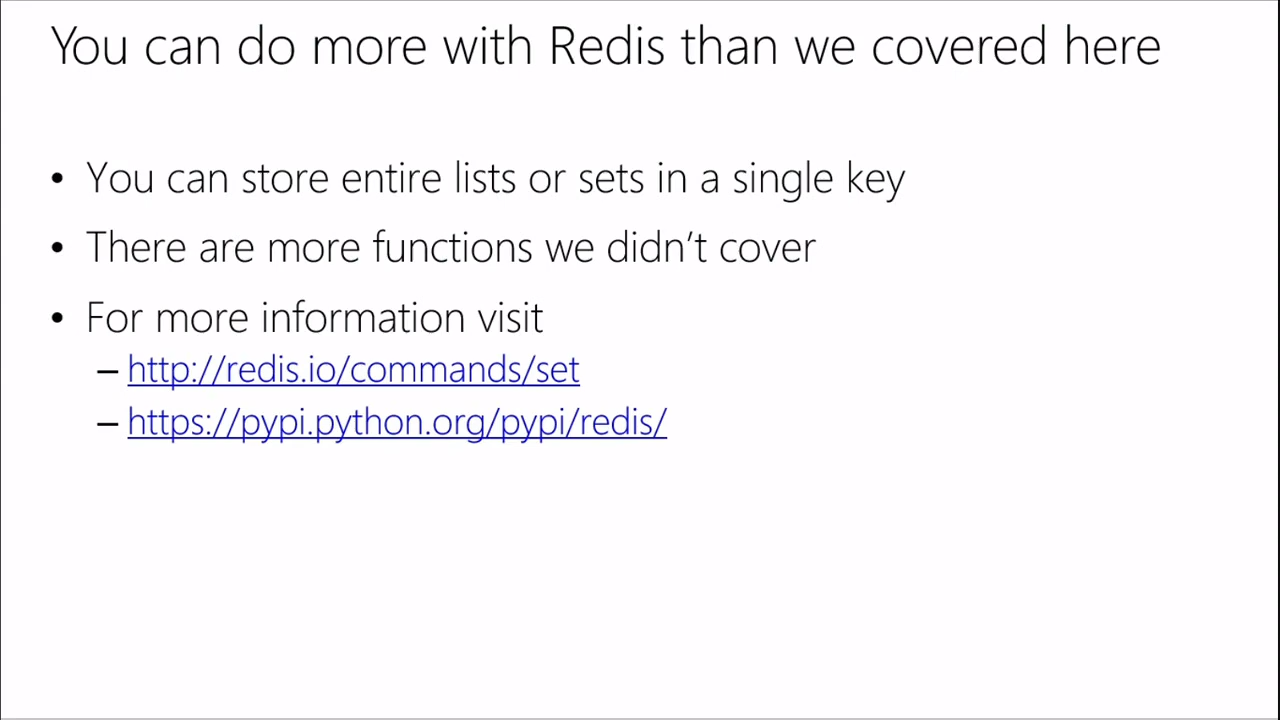 You can do more with Redis than we covered here
• You can store entire lists or sets in a single key
• There are more functions we didn’t cover
• For more information visit
– http://redis.io/commands/set
– https://pypi.python.org/pypi/redis/